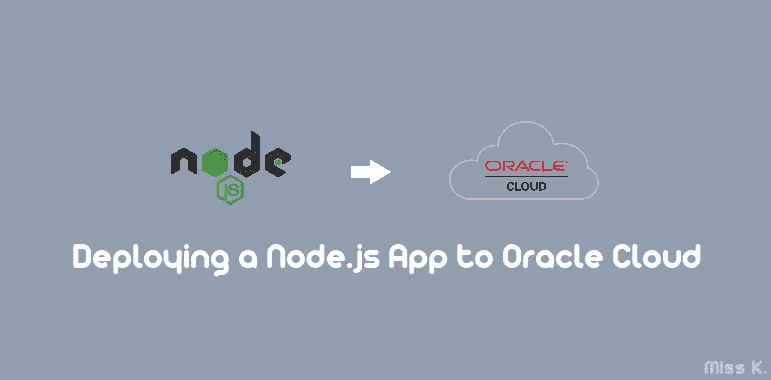 node
JS
ORACLE®
CLOUD
Deploying a Node.js App to Oracle Cloud
Miss K.